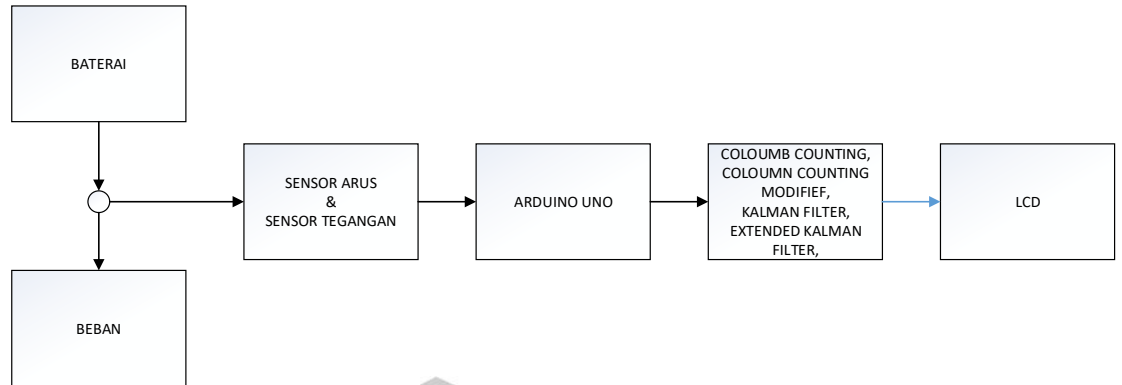 BATERAI
SENSOR ARUS
&
SENSOR TEGANGAN
ARDUINO UNO
COLOUMB COUNTING,
COLOUMN COUNTING
MODIFIEF,
KALMAN FILTER,
EXTENDED KALMAN
FILTER,
LCD
BEBAN